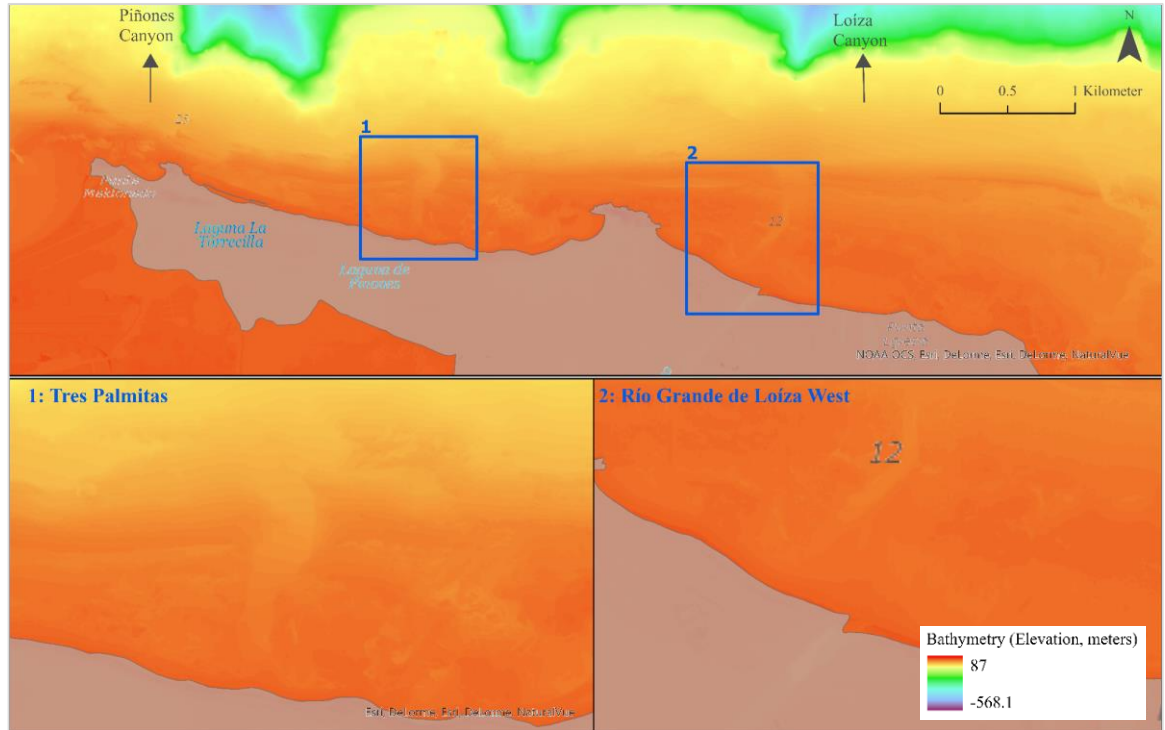 Piñones
Canyon
Loíza
Canyon
N
0 0.5 1 Kilometer
1
2
12
Laguna La
Torrecilla
Laguna de
NOAA OCS, Esri, DeLorme, Esri, DeLorme, NaturalVue
1: Tres Palmitas
2: Río Grande de Loíza West
12
Esri, DeLorme, Esri, DeLorme, NaturalVue
Bathymetry (Elevation, meters)
87
-568.1